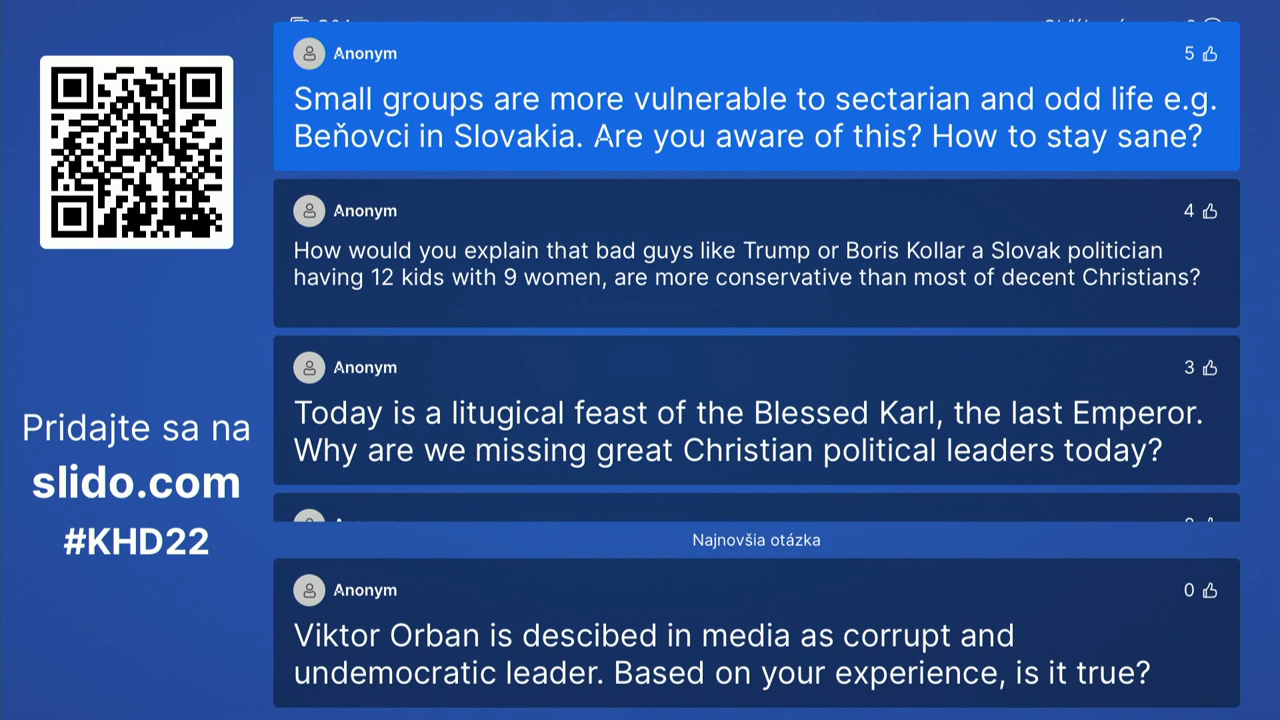 Anonym
5
Small groups are more vulnerable to sectarian and odd life e.g.
Beňovci in Slovakia. Are you aware of this? How to stay sane?
Anonym
4
How would you explain that bad guys like Trump or Boris Kollar a Slovak politician
having 12 kids with 9 women, are more conservative than most of decent Christians?
Anonym
3
Today is a litugical feast of the Blessed Karl, the last Emperor.
Why are we missing great Christian political leaders today?
Najnovšia otázka
Anonym
0
Viktor Orban is descibed in media as corrupt and
undemocratic leader. Based on your experience, is it true?
Pridajte sa na
slido.com
#KHD22